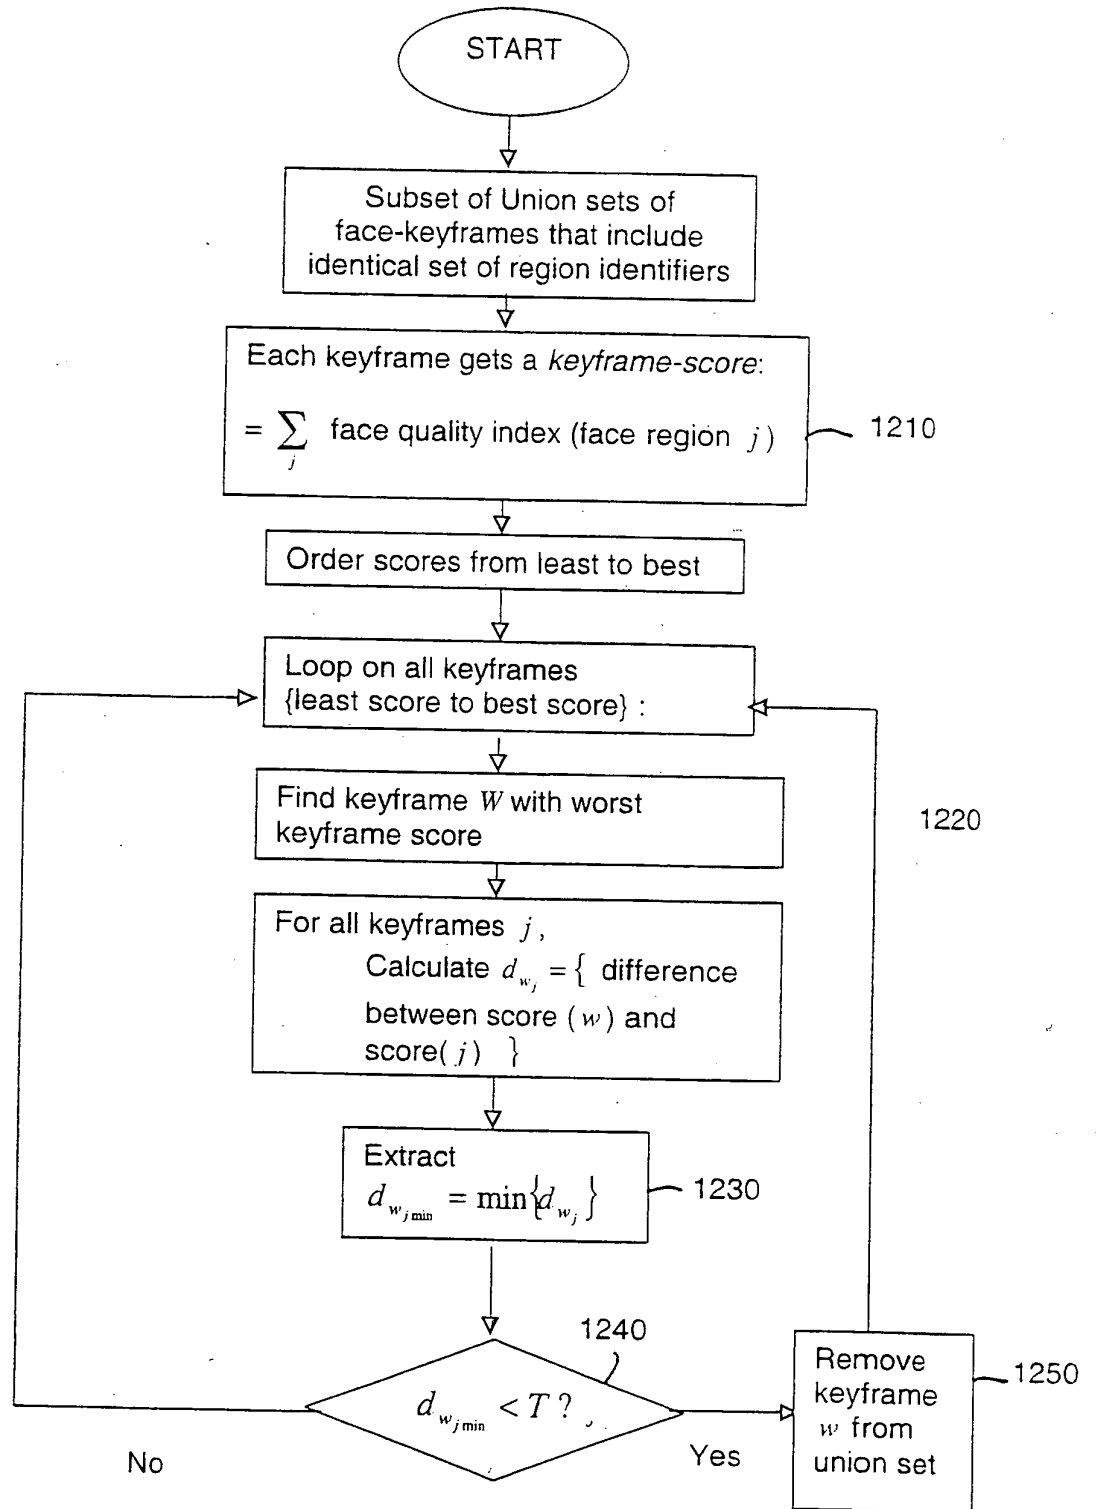 START
Subset of Union sets of
face-keyframes that include
identical set of region identifiers
Each keyframe gets a keyframe-score:
= ∑_j face quality index (face region j)
1210
Order scores from least to best
Loop on all keyframes
{least score to best score} :
Find keyframe W with worst
keyframe score
1220
For all keyframes j,
Calculate d_{w_j} = { difference
between score (w) and
score(j) }
Extract
d_{w_{j min}} = min{d_{w_j}}
1230
1240
d_{w_{j min}} < T ?
No
Yes
Remove
keyframe
w from
union set
1250